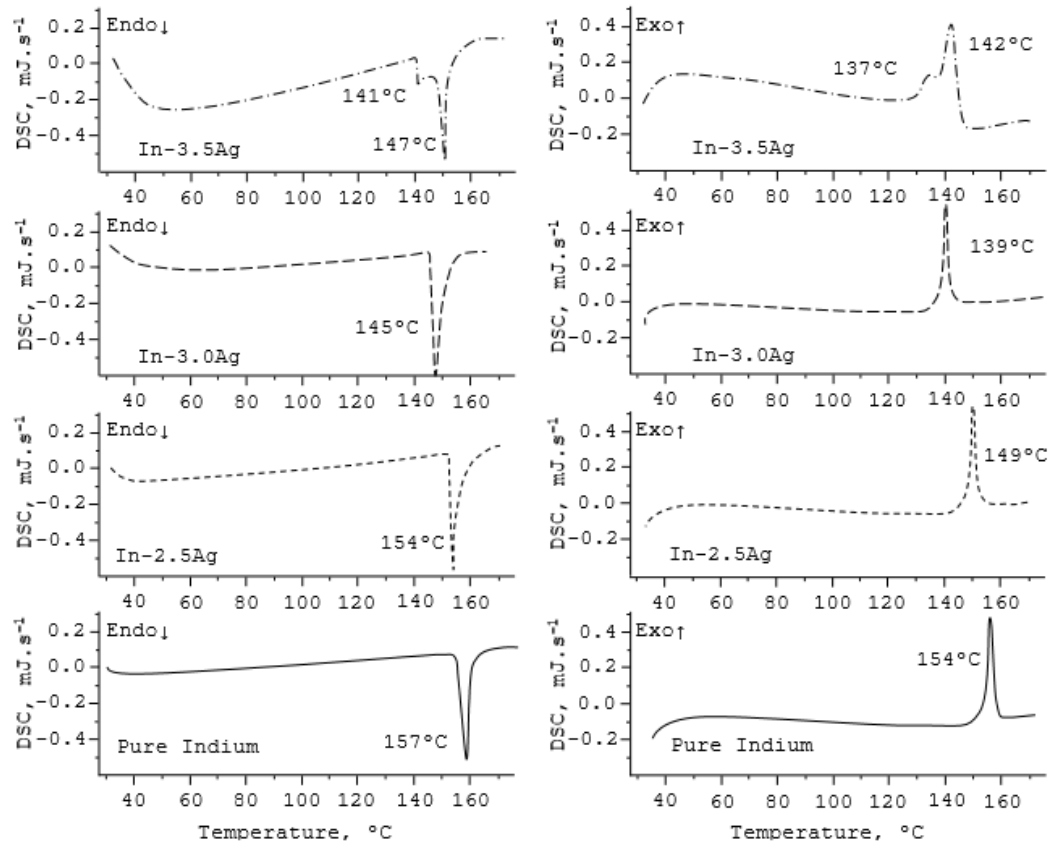 Endo↓
DSC, mJ.s⁻¹
0.2
0.0
−0.2
−0.4
141°C
147°C
In−3.5Ag
40 60 80 100 120 140 160
Exo↑
DSC, mJ.s⁻¹
0.4
0.2
0.0
−0.2
142°C
137°C
In−3.5Ag
40 60 80 100 120 140 160
Endo↓
DSC, mJ.s⁻¹
0.2
0.0
−0.2
−0.4
145°C
In−3.0Ag
40 60 80 100 120 140 160
Exo↑
DSC, mJ.s⁻¹
0.4
0.2
0.0
−0.2
139°C
In−3.0Ag
40 60 80 100 120 140 160
Endo↓
DSC, mJ.s⁻¹
0.2
0.0
−0.2
−0.4
154°C
In−2.5Ag
40 60 80 100 120 140 160
Exo↑
DSC, mJ.s⁻¹
0.4
0.2
0.0
−0.2
149°C
In−2.5Ag
40 60 80 100 120 140 160
Endo↓
DSC, mJ.s⁻¹
0.2
0.0
−0.2
−0.4
157°C
Pure Indium
40 60 80 100 120 140 160
Temperature, °C
Exo↑
DSC, mJ.s⁻¹
0.4
0.2
0.0
−0.2
154°C
Pure Indium
40 60 80 100 120 140 160
Temperature, °C